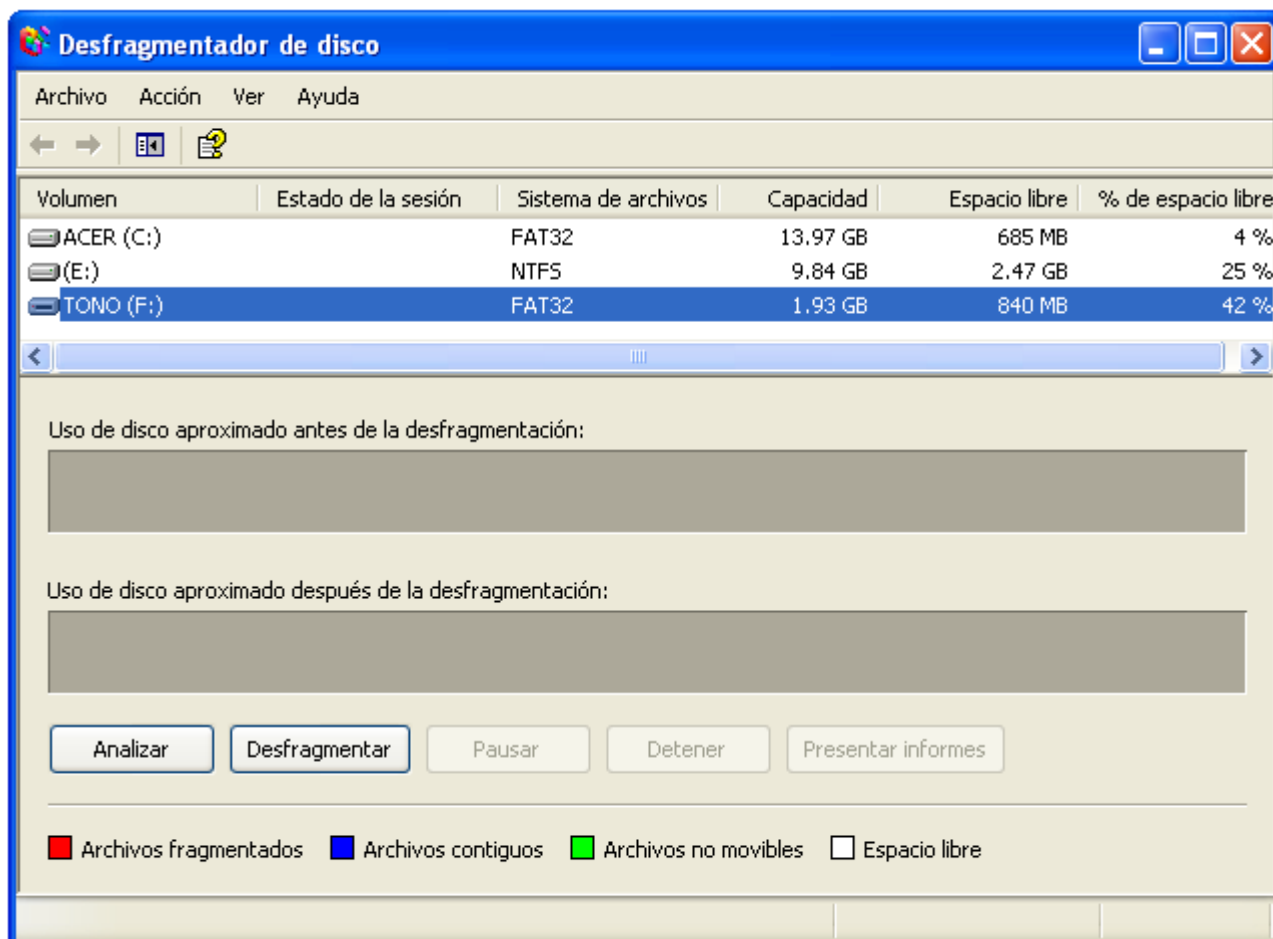 Desfragmentador de disco
Archivo Acción Ver Ayuda
Volumen Estado de la sesión Sistema de archivos Capacidad Espacio libre % de espacio libre
ACER (C:) FAT32 13.97 GB 685 MB 4 %
(E:) NTFS 9.84 GB 2.47 GB 25 %
TONO (F:) FAT32 1.93 GB 840 MB 42 %
Uso de disco aproximado antes de la desfragmentación:
Uso de disco aproximado después de la desfragmentación:
Analizar Desfragmentar Pausar Detener Presentar informes
Archivos fragmentados Archivos contiguos Archivos no movibles Espacio libre